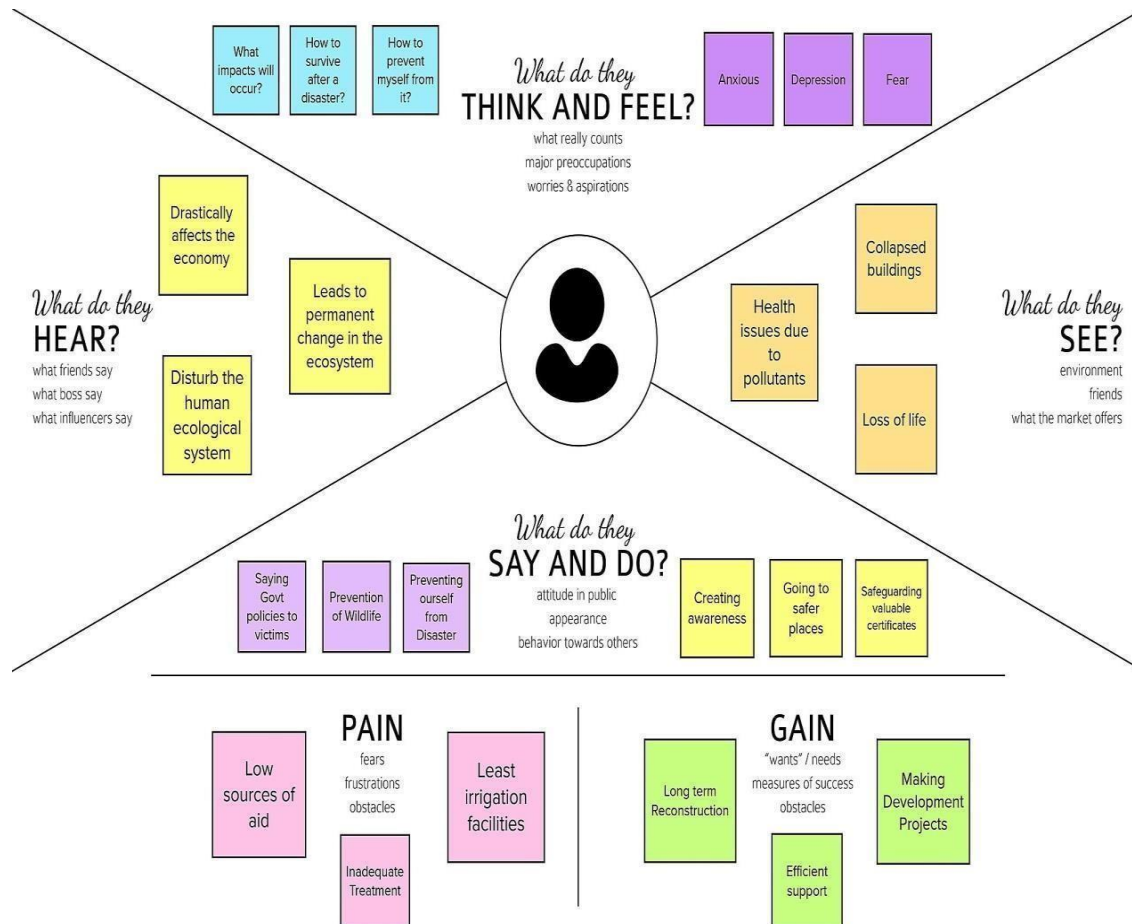 What
impacts will
occur?
How to
survive
after a
disaster?
How to
prevent
myself from
it?
What do they
THINK AND FEEL?
what really counts
major preoccupations
worries & aspirations
Anxious
Depression
Fear
Drastically
affects the
economy
Leads to
permanent
change in the
ecosystem
Disturb the
human
ecological
system
What do they
HEAR?
what friends say
what boss say
what influencers say
Collapsed
buildings
Health
issues due
to
pollutants
Loss of life
What do they
SEE?
environment
friends
what the market offers
What do they
SAY AND DO?
attitude in public
appearance
behavior towards others
Saying
Govt
policies to
victims
Prevention
of Wildlife
Preventing
ourself
from
Disaster
Creating
awareness
Going to
safer
places
Safeguarding
valuable
certificates
PAIN
fears
frustrations
obstacles
Low
sources of
aid
Inadequate
Treatment
Least
irrigation
facilities
GAIN
"wants" / needs
measures of success
obstacles
Long term
Reconstruction
Efficient
support
Making
Development
Projects